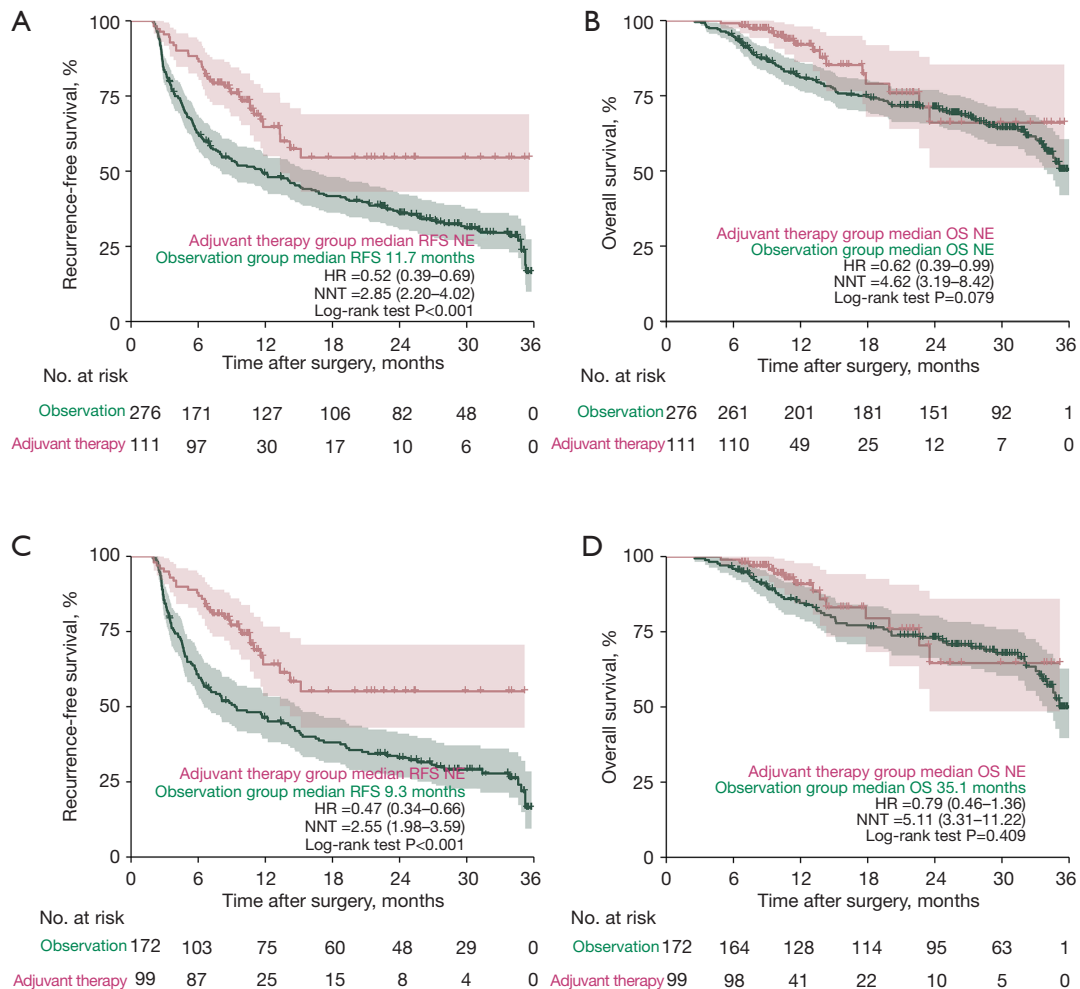 A
Recurrence-free survival, %
100
75
50
25
0
Adjuvant therapy group median RFS NE
Observation group median RFS 11.7 months
HR =0.52 (0.39–0.69)
NNT =2.85 (2.20–4.02)
Log-rank test P<0.001
0 6 12 18 24 30 36
Time after surgery, months
No. at risk
Observation 276 171 127 106 82 48 0
Adjuvant therapy 111 97 30 17 10 6 0
B
Overall survival, %
100
75
50
25
0
Adjuvant therapy group median OS NE
Observation group median OS NE
HR =0.62 (0.39–0.99)
NNT =4.62 (3.19–8.42)
Log-rank test P=0.079
0 6 12 18 24 30 36
Time after surgery, months
No. at risk
Observation 276 261 201 181 151 92 1
Adjuvant therapy 111 110 49 25 12 7 0
C
Recurrence-free survival, %
100
75
50
25
0
Adjuvant therapy group median RFS NE
Observation group median RFS 9.3 months
HR =0.47 (0.34–0.66)
NNT =2.55 (1.98–3.59)
Log-rank test P<0.001
0 6 12 18 24 30 36
Time after surgery, months
No. at risk
Observation 172 103 75 60 48 29 0
Adjuvant therapy 99 87 25 15 8 4 0
D
Overall survival, %
100
75
50
25
0
Adjuvant therapy group median OS NE
Observation group median OS 35.1 months
HR =0.79 (0.46–1.36)
NNT =5.11 (3.31–11.22)
Log-rank test P=0.409
0 6 12 18 24 30 36
Time after surgery, months
No. at risk
Observation 172 164 128 114 95 63 1
Adjuvant therapy 99 98 41 22 10 5 0